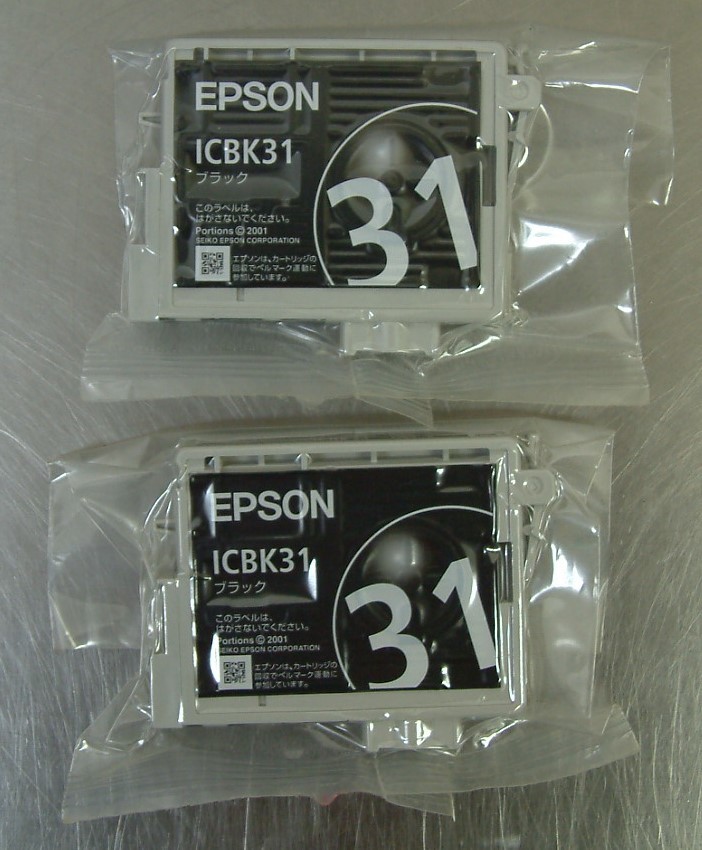 EPSON
ICBK31
ブラック
31
このラベルは、
はがさないでください。
Portions © 2001
SEIKO EPSON CORPORATION
エプソンは、カートリッジの
回収でベルマーク運動に
参加しています。
EPSON
ICBK31
ブラック
31
このラベルは、
はがさないでください。
Portions © 2001
SEIKO EPSON CORPORATION
エプソンは、カートリッジの
回収でベルマーク運動に
参加しています。